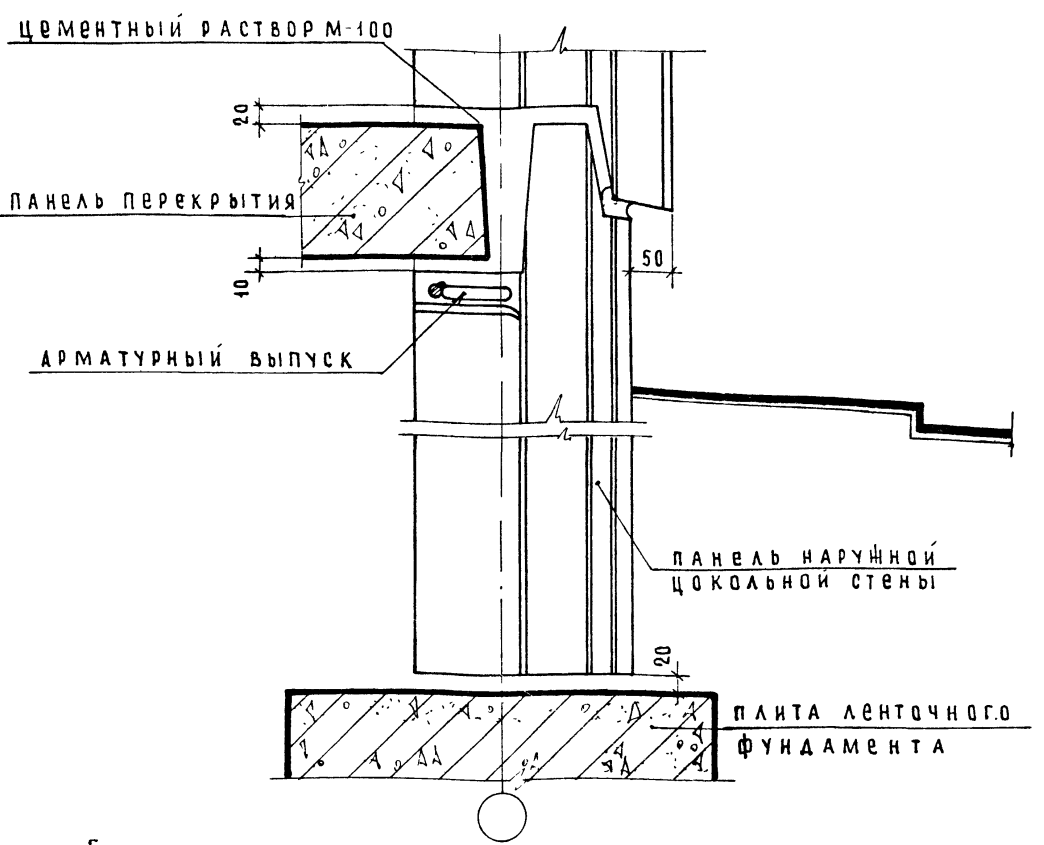 ЦЕМЕНТНЫЙ РАСТВОР М-100
20
ПАНЕЛЬ ПЕРЕКРЫТИЯ
50
10
АРМАТУРНЫЙ ВЫПУСК
ПАНЕЛЬ НАРУЖНОЙ
ЦОКОЛЬНОЙ СТЕНЫ
20
ПЛИТА ЛЕНТОЧНОГО
ФУНДАМЕНТА